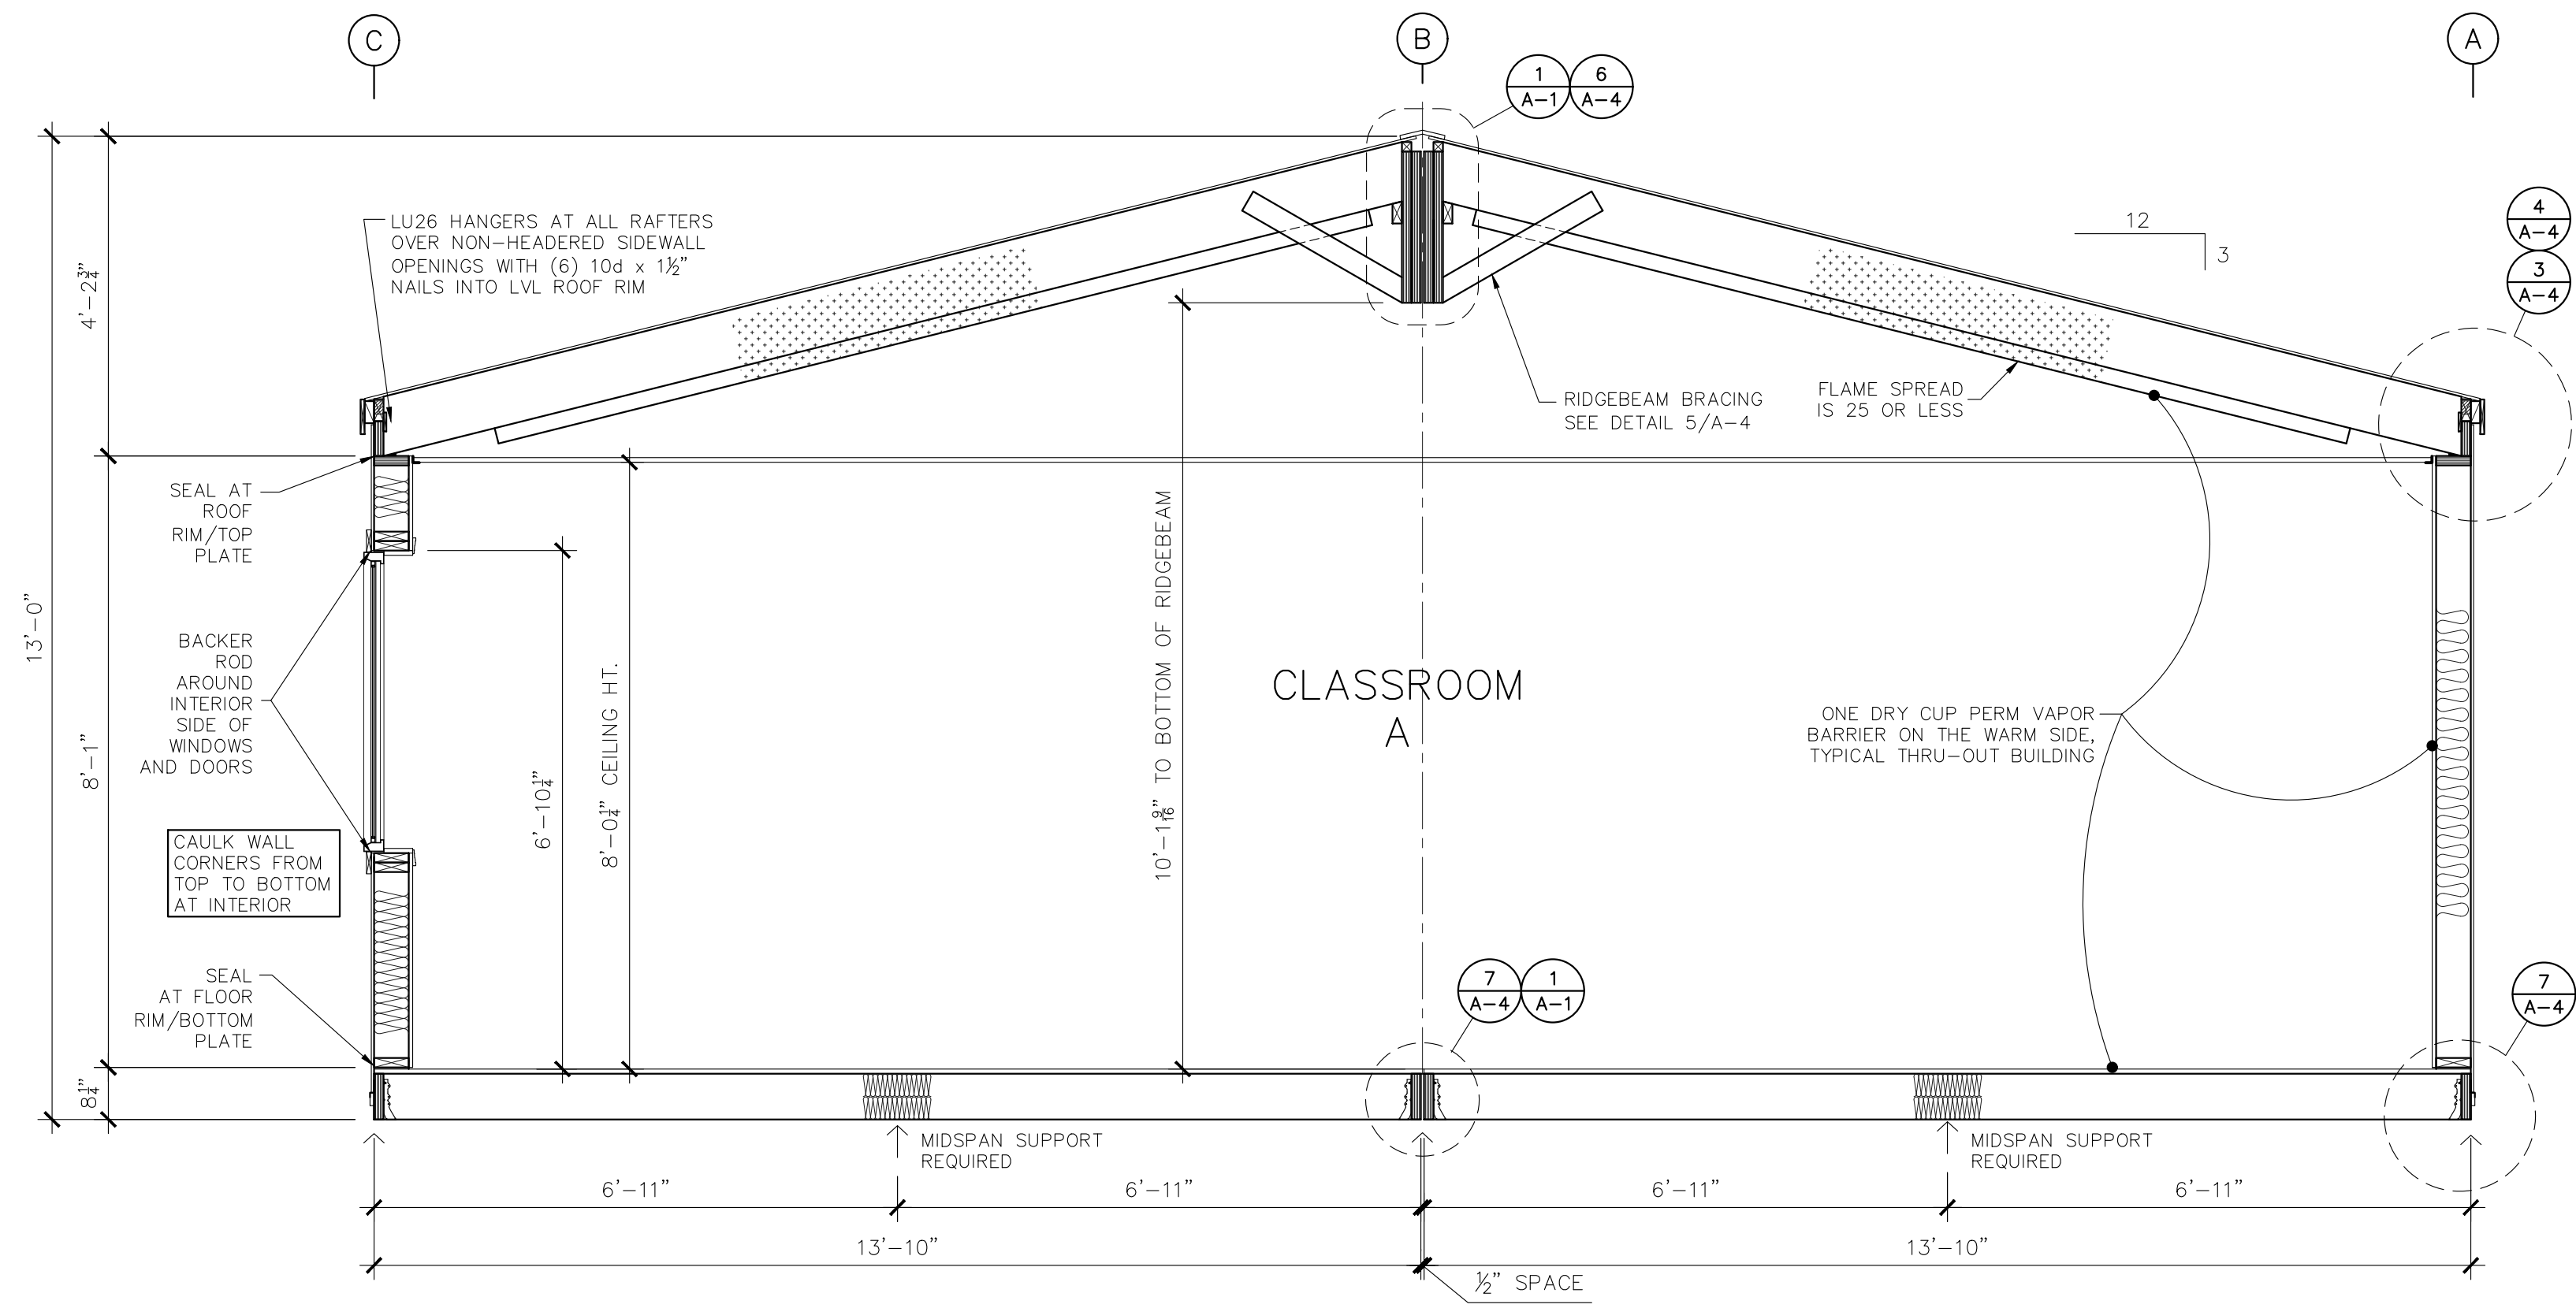 C
B
A
1
A-1
6
A-4
4
A-4
3
A-4
12
3
LU26 HANGERS AT ALL RAFTERS
OVER NON-HEADERED SIDEWALL
OPENINGS WITH (6) 10d x 1½"
NAILS INTO LVL ROOF RIM
4'-2¾"
RIDGEBEAM BRACING
SEE DETAIL 5/A-4
FLAME SPREAD
IS 25 OR LESS
SEAL AT
ROOF
RIM/TOP
PLATE
13'-0"
8'-1"
BACKER
ROD
AROUND
INTERIOR
SIDE OF
WINDOWS
AND DOORS
6'-10¼"
8'-0¼" CEILING HT.
10'-1 9/16" TO BOTTOM OF RIDGEBEAM
CLASSROOM
A
ONE DRY CUP PERM VAPOR
BARRIER ON THE WARM SIDE,
TYPICAL THRU-OUT BUILDING
CAULK WALL
CORNERS FROM
TOP TO BOTTOM
AT INTERIOR
SEAL
AT FLOOR
RIM/BOTTOM
PLATE
7
A-4
1
A-1
7
A-4
8¼"
MIDSPAN SUPPORT
REQUIRED
MIDSPAN SUPPORT
REQUIRED
6'-11"
6'-11"
6'-11"
6'-11"
13'-10"
13'-10"
½" SPACE